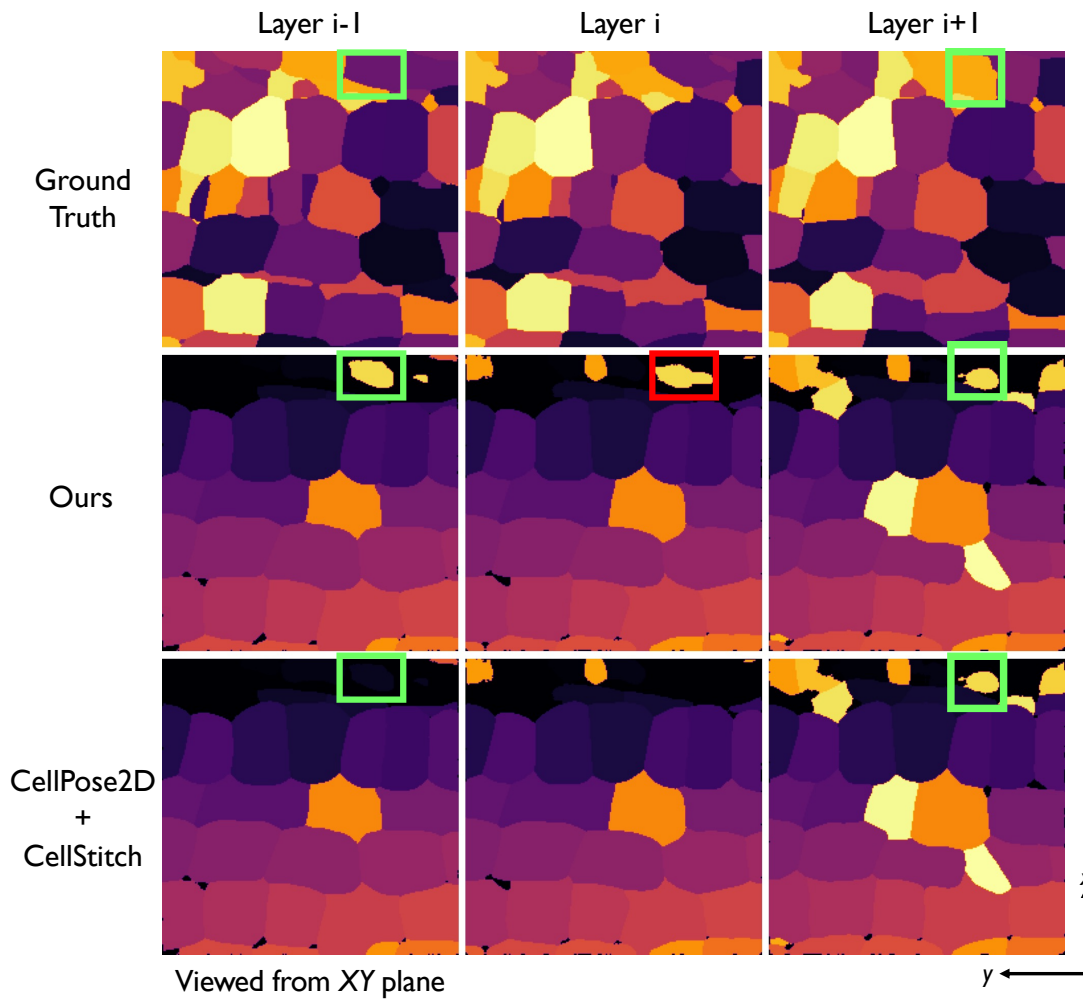 Layer i-1 Layer i Layer i+1
Ground
Truth
Ours
CellPose2D
+
CellStitch
Viewed from XY plane
y